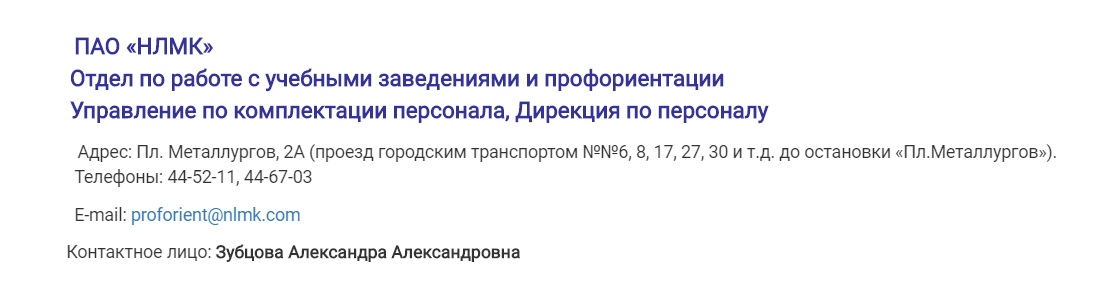 ПАО «НЛМК»
Отдел по работе с учебными заведениями и профориентации
Управление по комплектации персонала, Дирекция по персоналу
Адрес: Пл. Металлургов, 2А (проезд городским транспортом №№6, 8, 17, 27, 30 и т.д. до остановки «Пл.Металлургов»).
Телефоны: 44-52-11, 44-67-03
E-mail: proforient@nlmk.com
Контактное лицо: Зубцова Александра Александровна